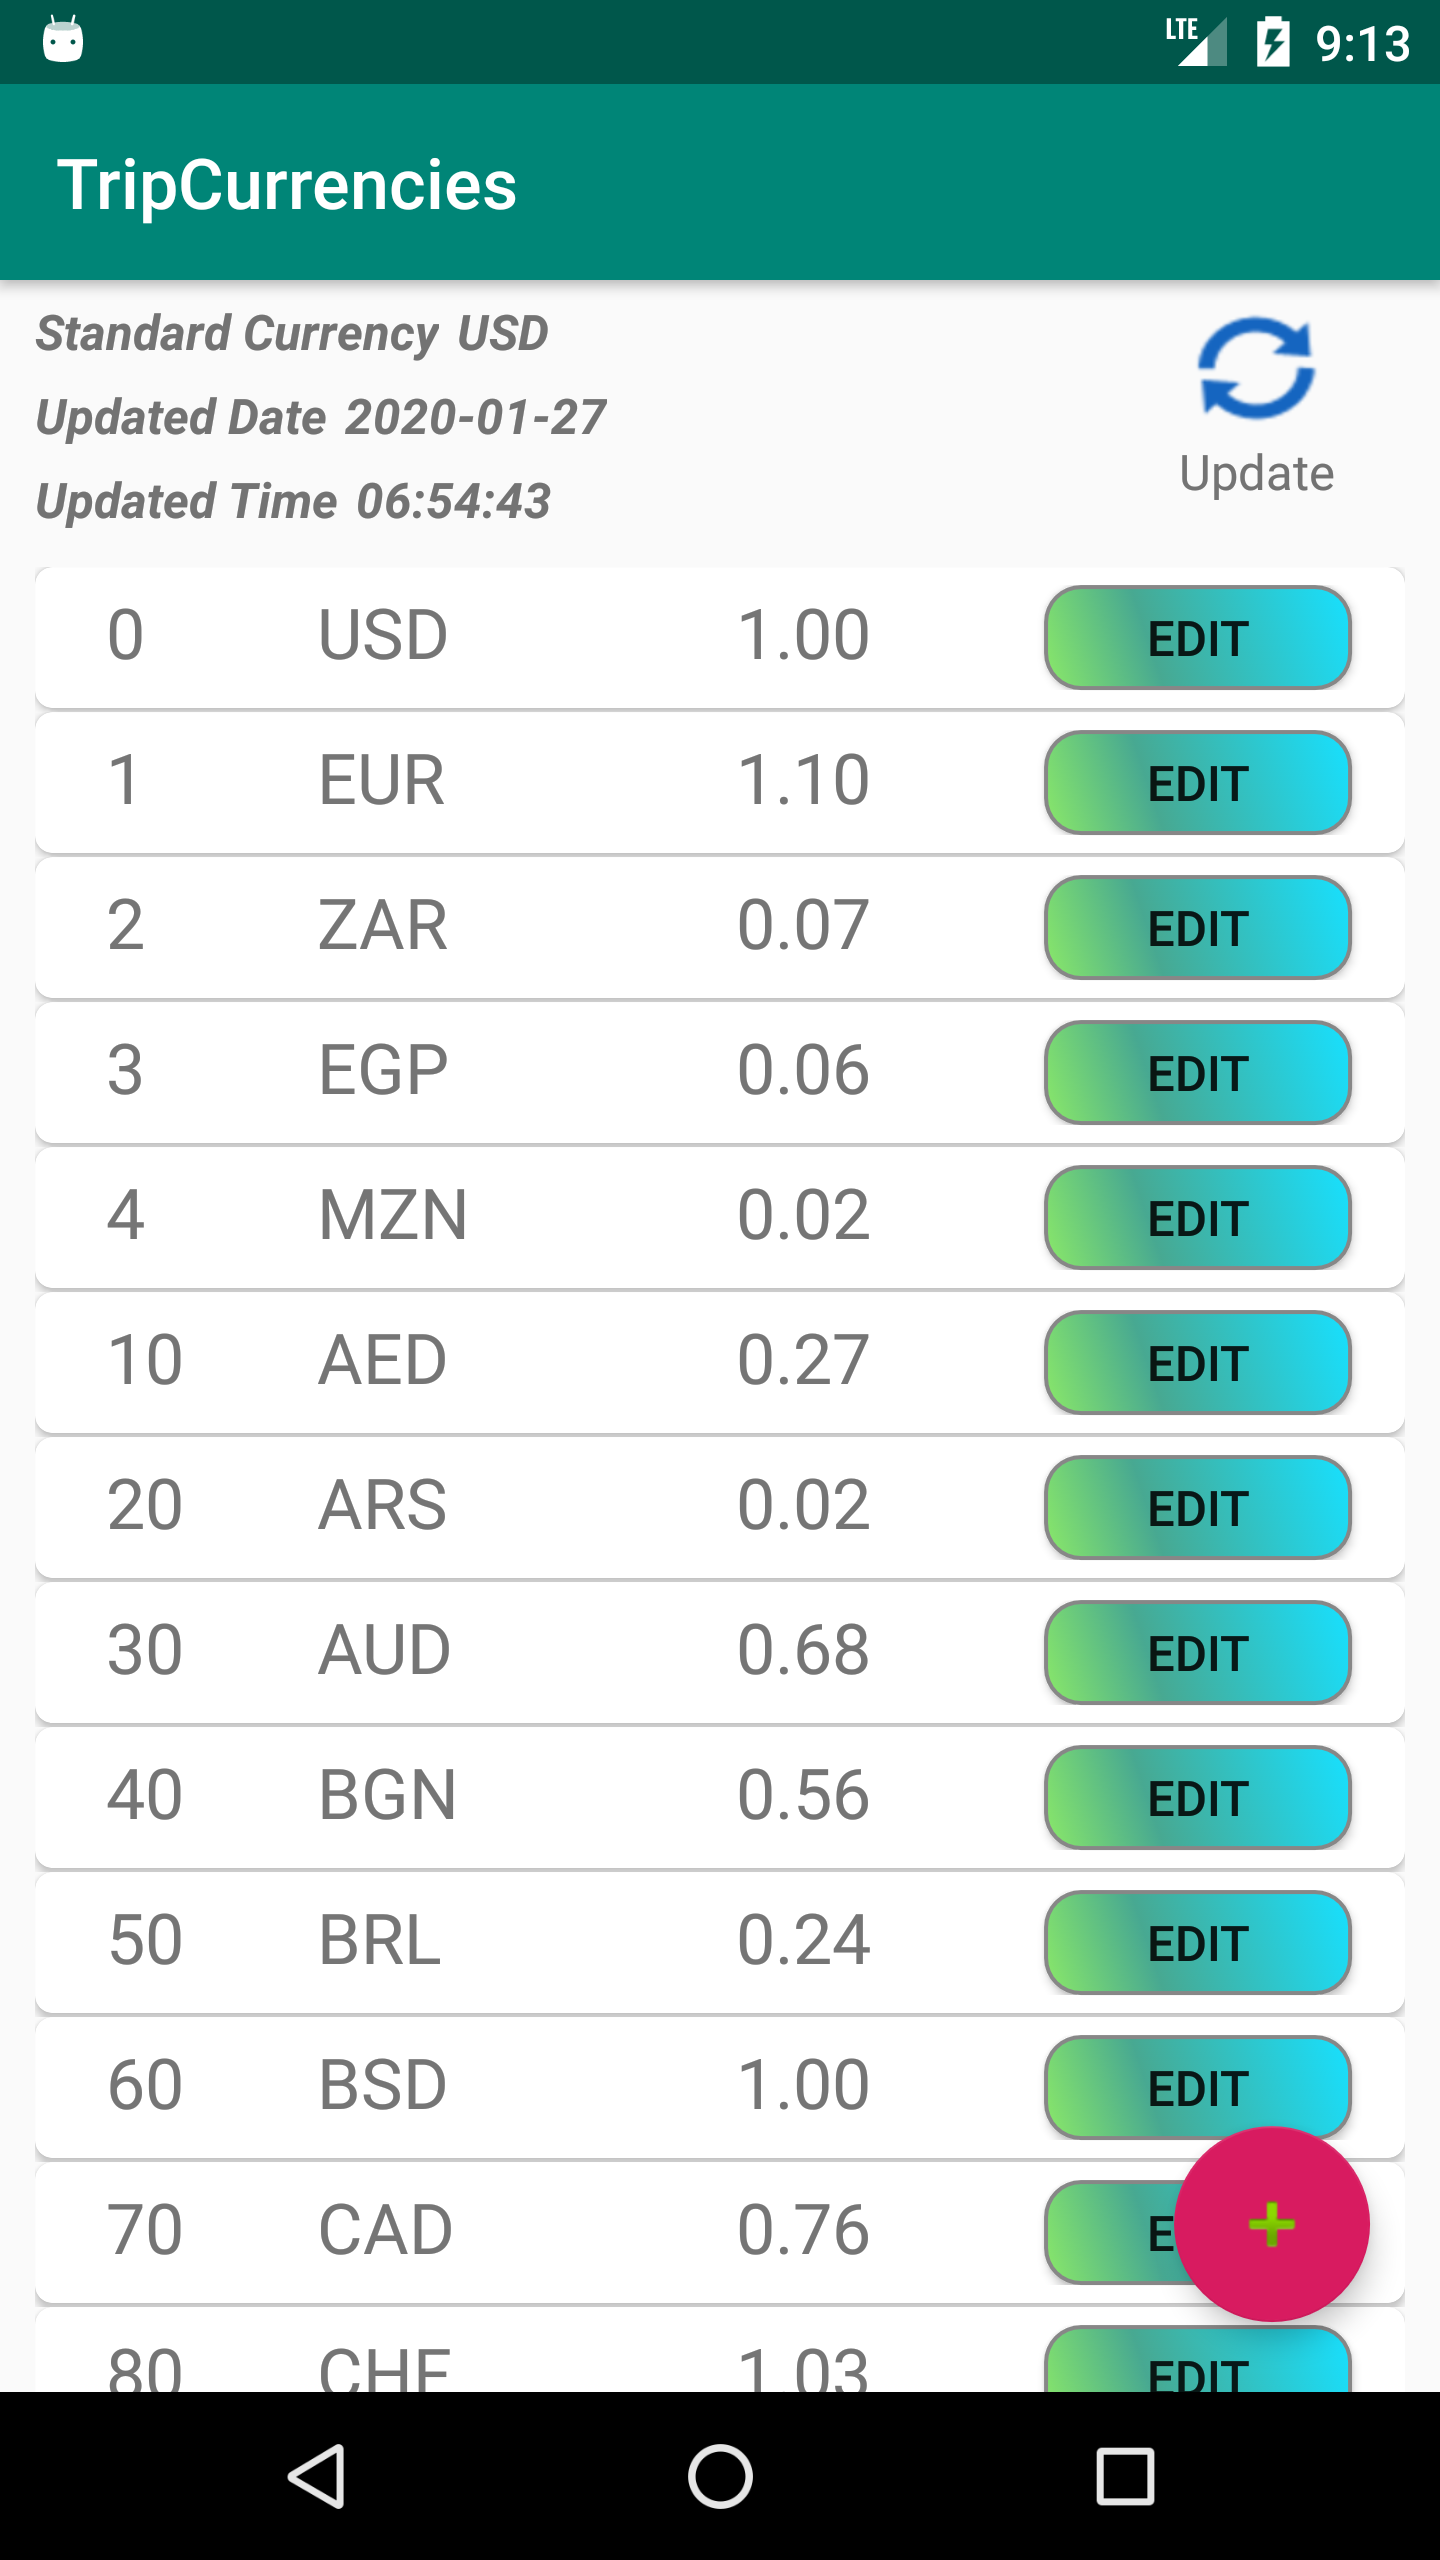 LTE 9:13
TripCurrencies
Standard Currency USD
Updated Date 2020-01-27
Updated Time 06:54:43
Update
0 USD 1.00 EDIT
1 EUR 1.10 EDIT
2 ZAR 0.07 EDIT
3 EGP 0.06 EDIT
4 MZN 0.02 EDIT
10 AED 0.27 EDIT
20 ARS 0.02 EDIT
30 AUD 0.68 EDIT
40 BGN 0.56 EDIT
50 BRL 0.24 EDIT
60 BSD 1.00 EDIT
70 CAD 0.76
80 CHF 1.03 EDIT